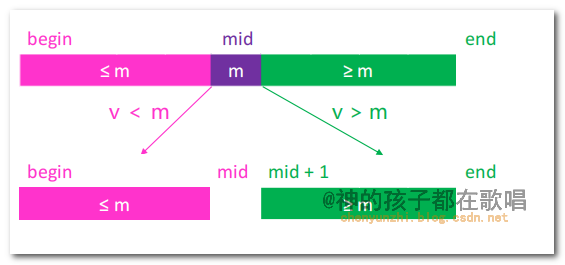 begin mid end
≤ m m ≥ m
v < m v > m
begin mid mid + 1 end
≤ m ≥ m
@神的孩子都在歌唱
chenyunzhi.blog.csdn.net